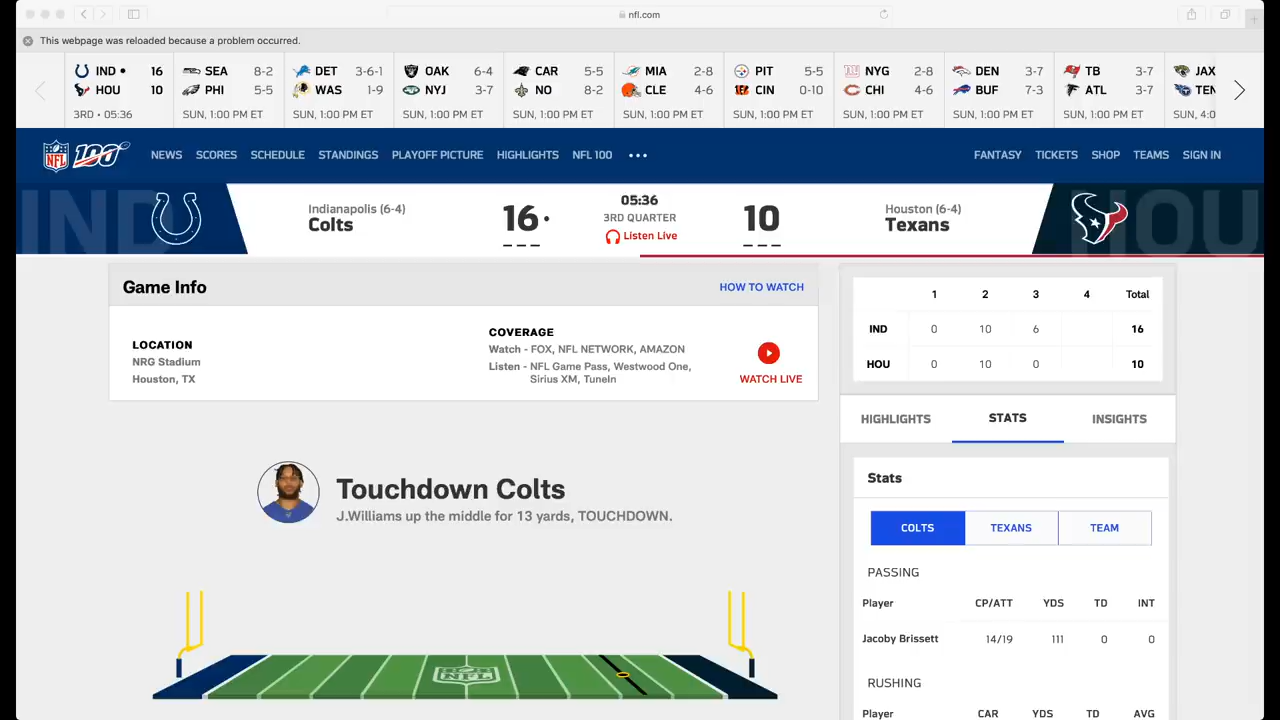 nfl.com
This webpage was reloaded because a problem occurred.
IND • 16
HOU 10
3RD • 05:36
SEA 8-2
PHI 5-5
SUN, 1:00 PM ET
DET 3-6-1
WAS 1-9
SUN, 1:00 PM ET
OAK 6-4
NYJ 3-7
SUN, 1:00 PM ET
CAR 5-5
NO 8-2
SUN, 1:00 PM ET
MIA 2-8
CLE 4-6
SUN, 1:00 PM ET
PIT 5-5
CIN 0-10
SUN, 1:00 PM ET
NYG 2-8
CHI 4-6
SUN, 1:00 PM ET
DEN 3-7
BUF 7-3
SUN, 1:00 PM ET
TB 3-7
ATL 3-7
SUN, 1:00 PM ET
JAX
TEN
SUN, 4:0
NFL 100 NEWS SCORES SCHEDULE STANDINGS PLAYOFF PICTURE HIGHLIGHTS NFL 100 ••• FANTASY TICKETS SHOP TEAMS SIGN IN
IND
Indianapolis (6-4)
Colts
16 •
05:36
3RD QUARTER
Listen Live
10
Houston (6-4)
Texans
HOU
Game Info HOW TO WATCH
LOCATION
NRG Stadium
Houston, TX
COVERAGE
Watch - FOX, NFL NETWORK, AMAZON
Listen - NFL Game Pass, Westwood One,
Sirius XM, TuneIn
WATCH LIVE
Touchdown Colts
J.Williams up the middle for 13 yards, TOUCHDOWN.
NFL
1 2 3 4 Total
IND 0 10 6 16
HOU 0 10 0 10
HIGHLIGHTS STATS INSIGHTS
Stats
COLTS TEXANS TEAM
PASSING
Player CP/ATT YDS TD INT
Jacoby Brissett 14/19 111 0 0
RUSHING
Player CAR YDS TD AVG